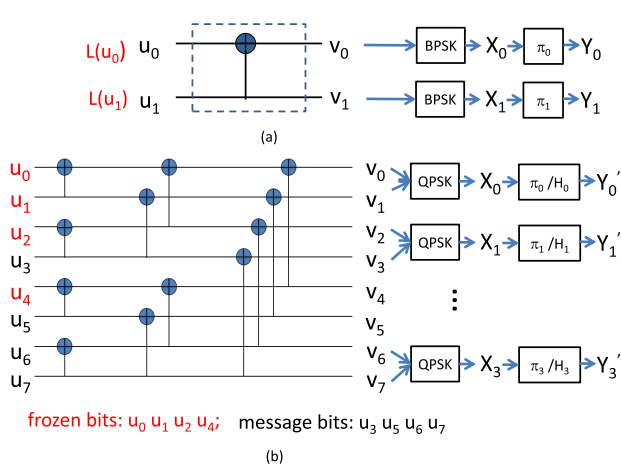 L(u0) u0 v0 BPSK X0 π0 Y0
L(u1) u1 v1 BPSK X1 π1 Y1
(a)
u0 v0
QPSK X0 π0 /H0 Y0’
u1 v1
u2 v2
QPSK X1 π1 /H1 Y1’
u3 v3
u4 v4
⋮
u5 v5
u6 v6
QPSK X3 π3 /H3 Y3’
u7 v7
frozen bits: u0 u1 u2 u4; message bits: u3 u5 u6 u7
(b)